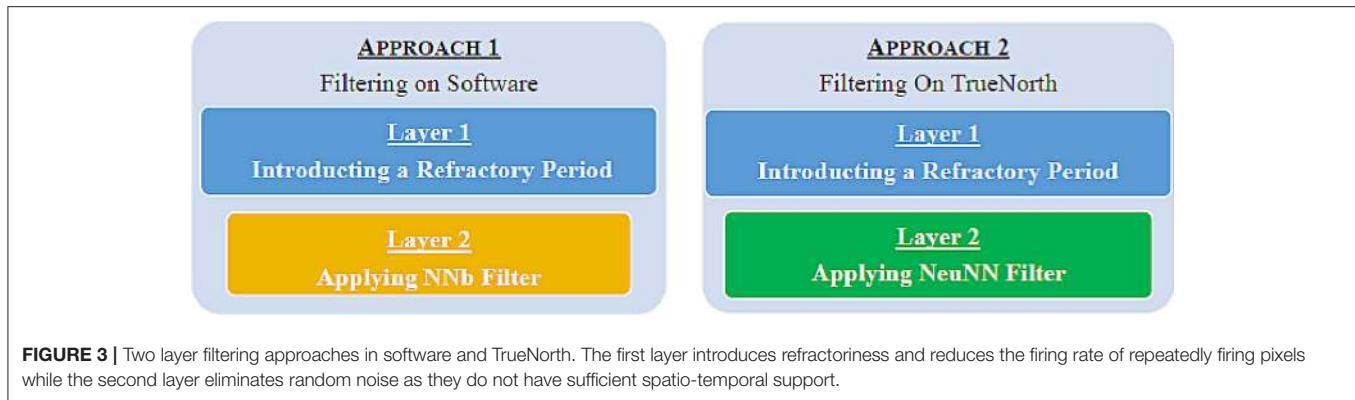 APPROACH 1
Filtering on Software
Layer 1
Introducting a Refractory Period
Layer 2
Applying NNb Filter
APPROACH 2
Filtering On TrueNorth
Layer 1
Introducting a Refractory Period
Layer 2
Applying NeuNN Filter
FIGURE 3 | Two layer filtering approaches in software and TrueNorth. The first layer introduces refractoriness and reduces the firing rate of repeatedly firing pixels
while the second layer eliminates random noise as they do not have sufficient spatio-temporal support.